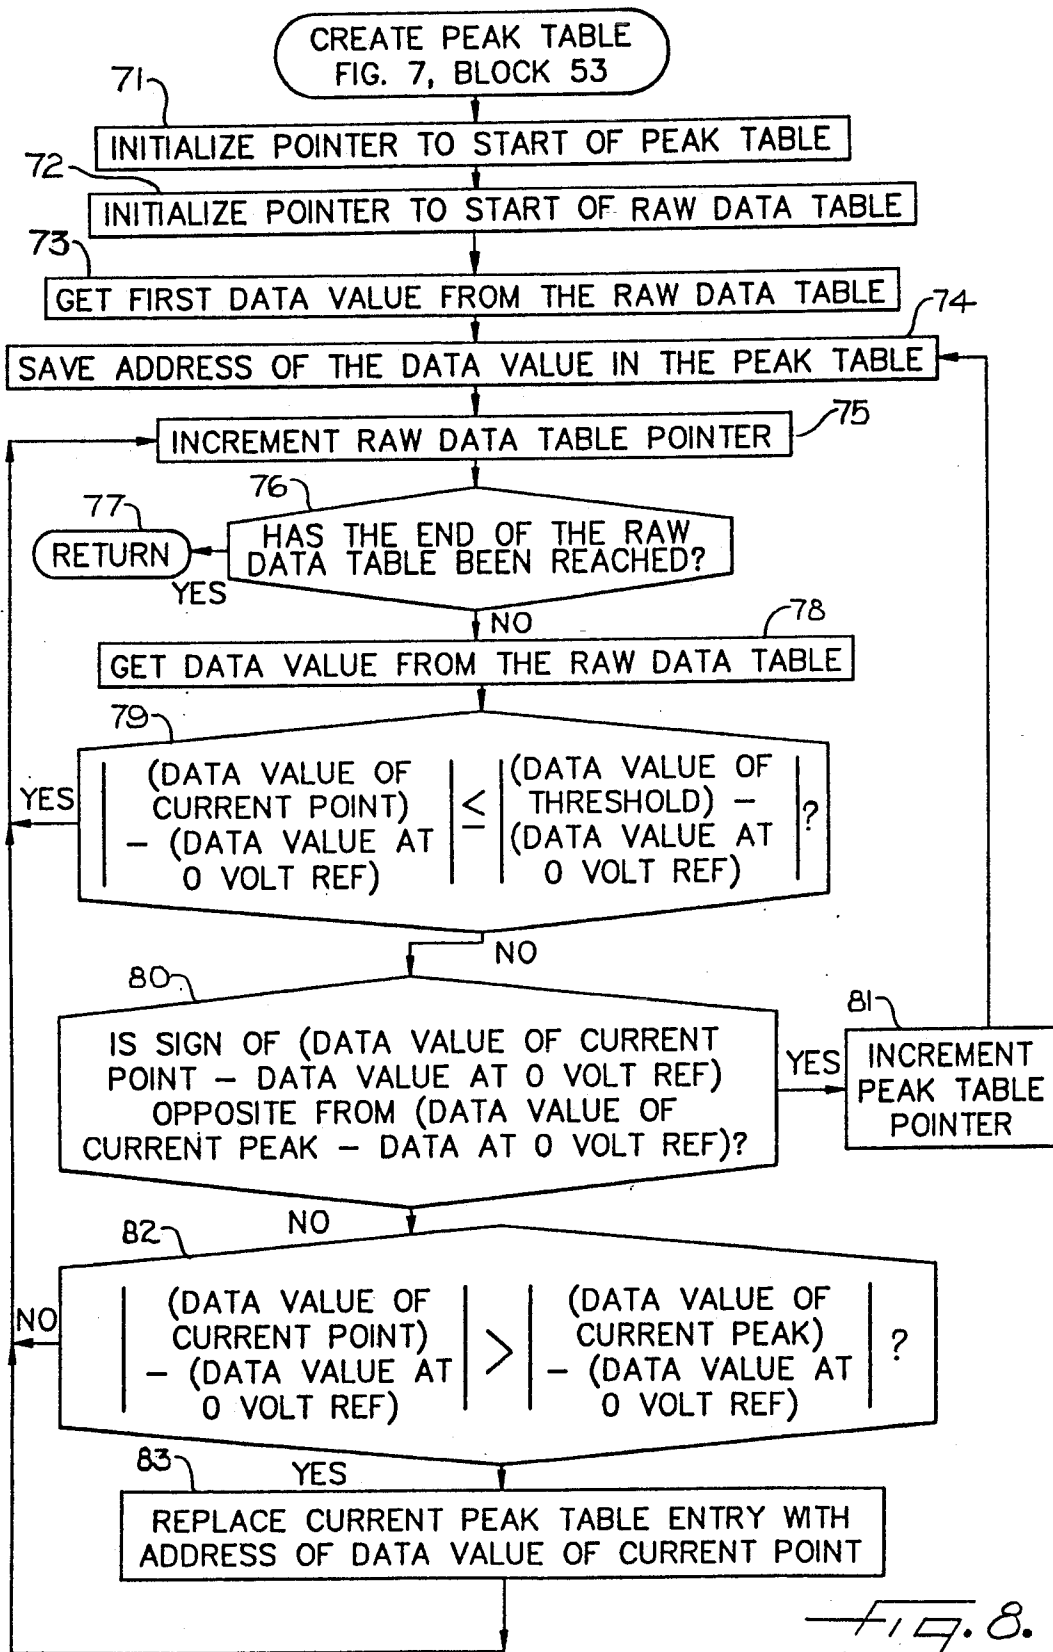 CREATE PEAK TABLE
FIG. 7, BLOCK 53
71
INITIALIZE POINTER TO START OF PEAK TABLE
72
INITIALIZE POINTER TO START OF RAW DATA TABLE
73
GET FIRST DATA VALUE FROM THE RAW DATA TABLE
74
SAVE ADDRESS OF THE DATA VALUE IN THE PEAK TABLE
75
INCREMENT RAW DATA TABLE POINTER
76
HAS THE END OF THE RAW
DATA TABLE BEEN REACHED?
77
RETURN
YES
NO
78
GET DATA VALUE FROM THE RAW DATA TABLE
79
YES
(DATA VALUE OF
CURRENT POINT)
– (DATA VALUE AT
0 VOLT REF)
≤
(DATA VALUE OF
THRESHOLD) –
(DATA VALUE AT
0 VOLT REF)
?
NO
80
IS SIGN OF (DATA VALUE OF CURRENT
POINT – DATA VALUE AT 0 VOLT REF)
OPPOSITE FROM (DATA VALUE OF
CURRENT PEAK – DATA AT 0 VOLT REF)?
YES
81
INCREMENT
PEAK TABLE
POINTER
NO
82
NO
(DATA VALUE OF
CURRENT POINT)
– (DATA VALUE AT
0 VOLT REF)
>
(DATA VALUE OF
CURRENT PEAK)
– (DATA VALUE AT
0 VOLT REF)
?
YES
83
REPLACE CURRENT PEAK TABLE ENTRY WITH
ADDRESS OF DATA VALUE OF CURRENT POINT
FIG. 8.